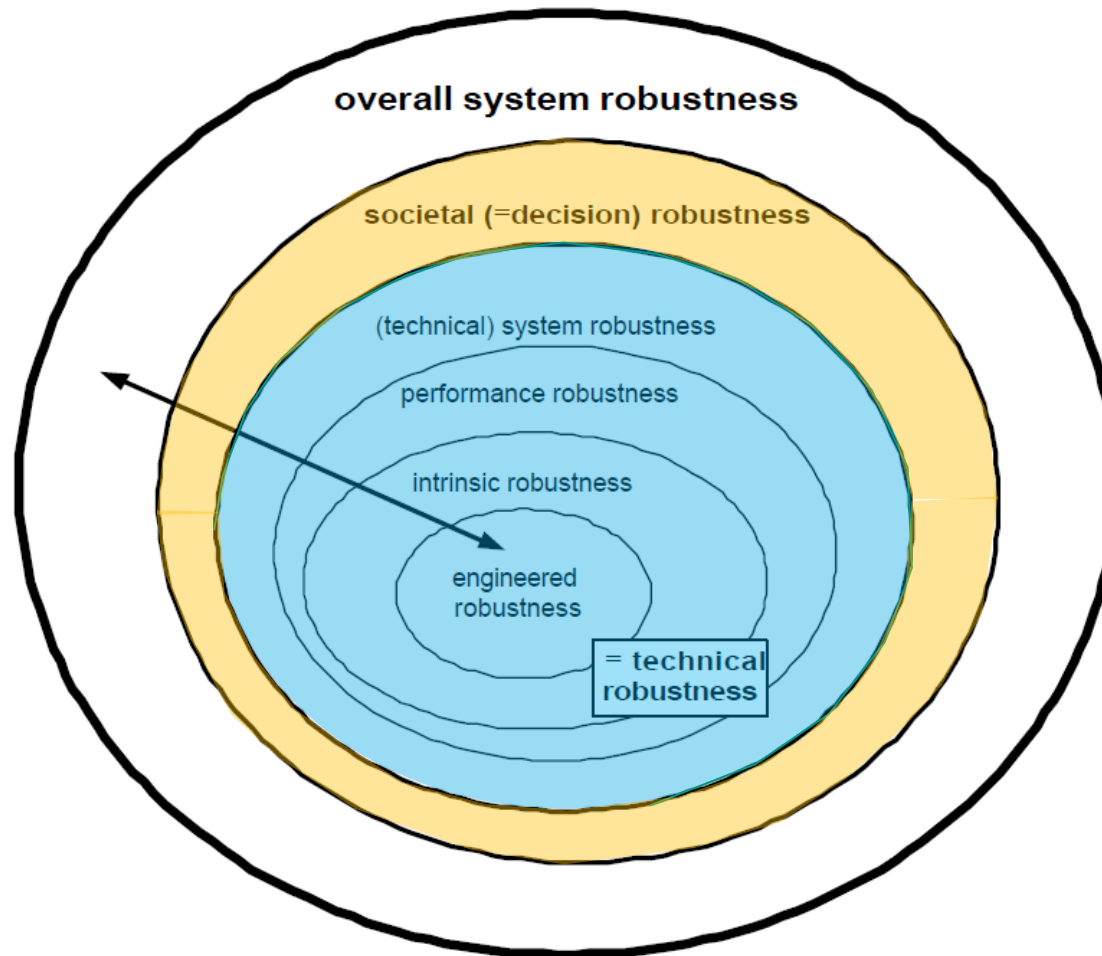 overall system robustness
societal (=decision) robustness
(technical) system robustness
performance robustness
intrinsic robustness
engineered
robustness
= technical
robustness